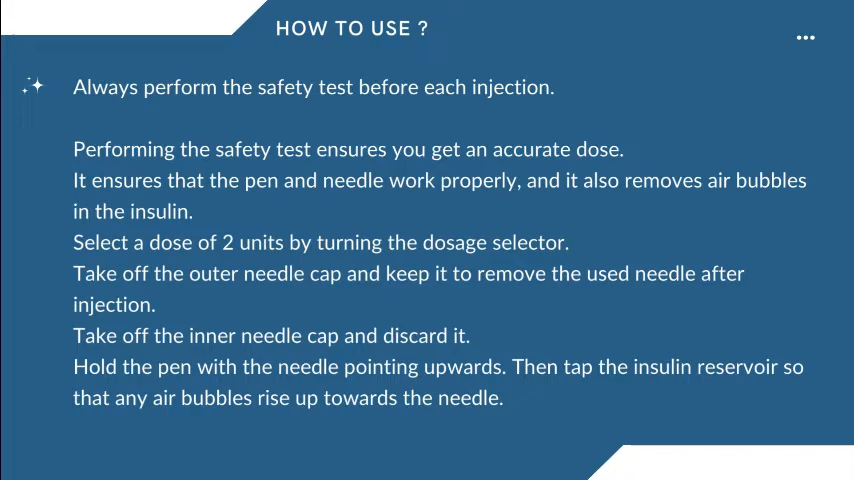 HOW TO USE ?
Always perform the safety test before each injection.
Performing the safety test ensures you get an accurate dose.
It ensures that the pen and needle work properly, and it also removes air bubbles
in the insulin.
Select a dose of 2 units by turning the dosage selector.
Take off the outer needle cap and keep it to remove the used needle after
injection.
Take off the inner needle cap and discard it.
Hold the pen with the needle pointing upwards. Then tap the insulin reservoir so
that any air bubbles rise up towards the needle.